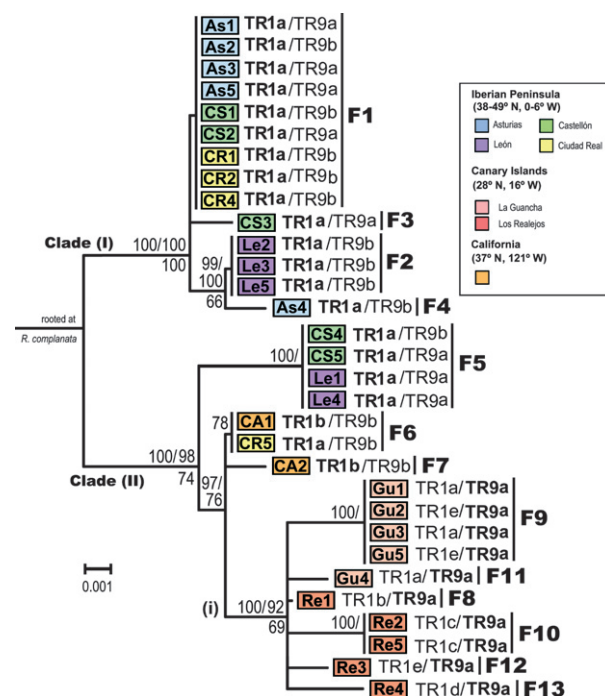 As1 TR1a/TR9a
As2 TR1a/TR9b
As3 TR1a/TR9a
As5 TR1a/TR9a
CS1 TR1a/TR9b
CS2 TR1a/TR9a
CR1 TR1a/TR9b
CR2 TR1a/TR9b
CR4 TR1a/TR9b
F1
CS3 TR1a/TR9a F3
Le2 TR1a/TR9b
Le3 TR1a/TR9b
Le5 TR1a/TR9b
F2
As4 TR1a/TR9b F4
Clade (I)
100/100
100
99/
100
66
rooted at
R. complanata
CS4 TR1a/TR9b
CS5 TR1a/TR9a
Le1 TR1a/TR9a
Le4 TR1a/TR9a
100/
F5
78
CA1 TR1b/TR9b
CR5 TR1a/TR9b
F6
CA2 TR1b/TR9b F7
Clade (II)
100/98
74
97/
76
Gu1 TR1a/TR9a
Gu2 TR1e/TR9a
Gu3 TR1a/TR9a
Gu5 TR1e/TR9a
100/
F9
Gu4 TR1a/TR9a F11
Re1 TR1b/TR9a F8
(i)
100/92
69
100/
Re2 TR1c/TR9a
Re5 TR1c/TR9a
F10
Re3 TR1e/TR9a F12
Re4 TR1d/TR9a F13
0.001
Iberian Peninsula
(38-49º N, 0-6º W)
Asturias
Castellón
León
Ciudad Real
Canary Islands
(28º N, 16º W)
La Guancha
Los Realejos
California
(37º N, 121º W)